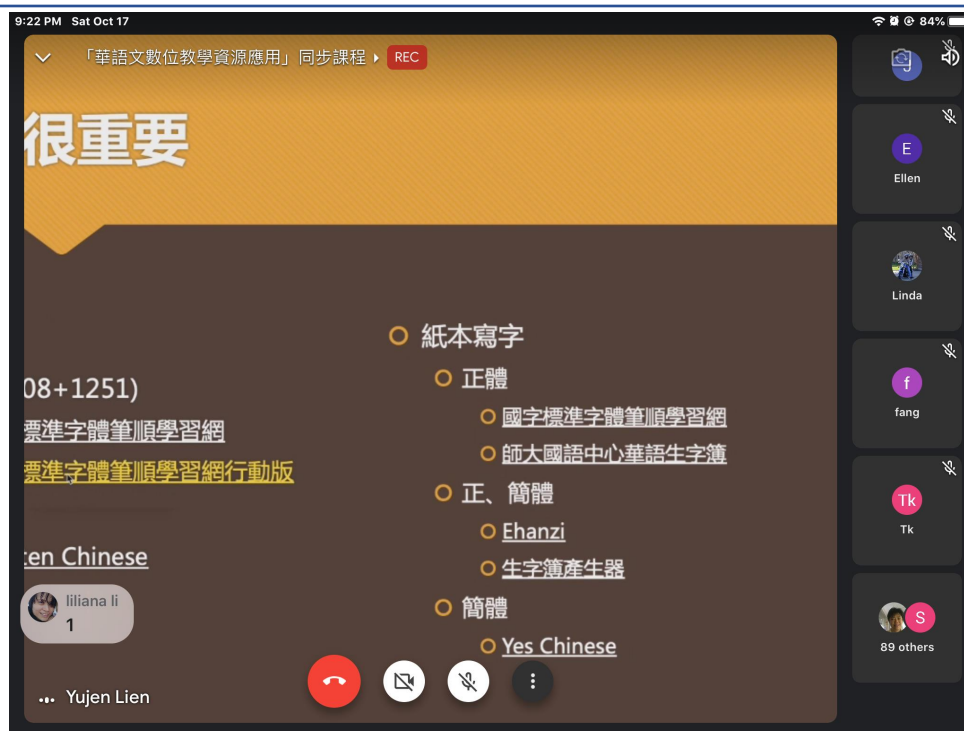 9:22 PM Sat Oct 17
84%
「華語文數位教學資源應用」同步課程
REC
很重要
08+1251)
標準字體筆順學習網
標準字體筆順學習網行動版
en Chinese
紙本寫字
正體
國字標準字體筆順學習網
師大國語中心華語生字簿
正、簡體
Ehanzi
生字簿產生器
簡體
Yes Chinese
liliana li
1
Yujen Lien
E
Ellen
Linda
f
fang
Tk
Tk
S
89 others